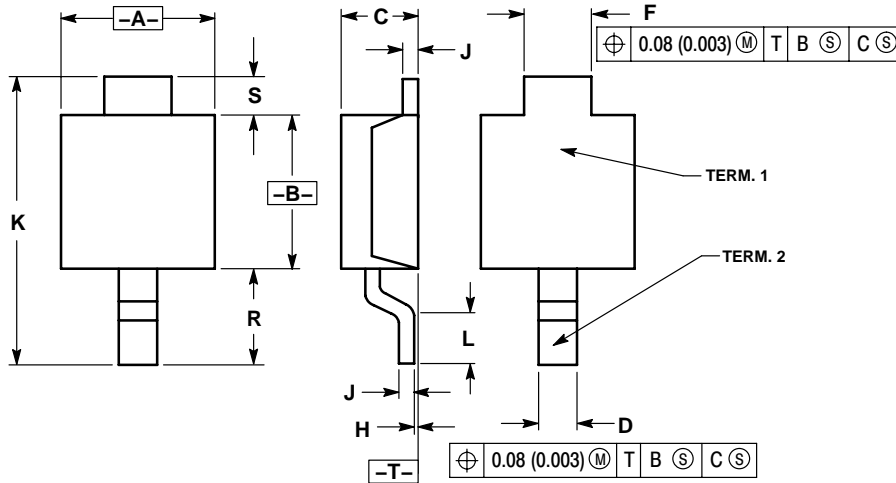 –A–
C
F
⌖ 0.08 (0.003) Ⓜ T B Ⓢ C Ⓢ
J
S
K
–B–
TERM. 1
TERM. 2
R
L
J
H
D
–T–
⌖ 0.08 (0.003) Ⓜ T B Ⓢ C Ⓢ